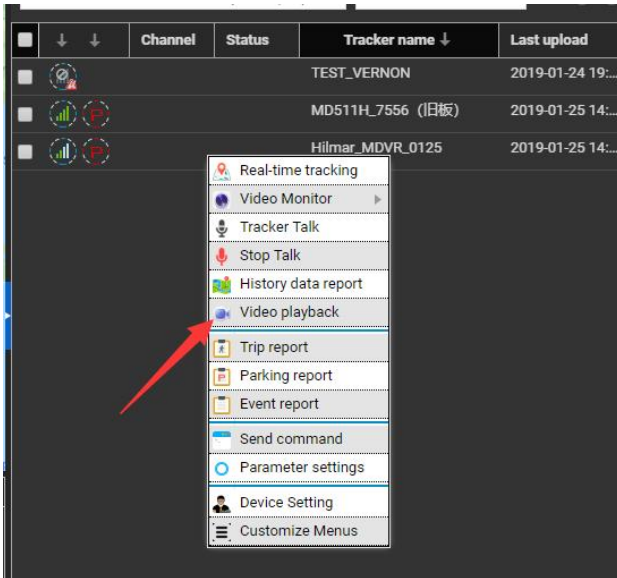 Channel Status Tracker name ↓ Last upload
TEST_VERNON 2019-01-24 19:...
P MD511H_7556 (旧板) 2019-01-25 14:...
P Hilmar_MDVR_0125 2019-01-25 14:...
Real-time tracking
Video Monitor
Tracker Talk
Stop Talk
History data report
Video playback
Trip report
P Parking report
Event report
Send command
Parameter settings
Device Setting
Customize Menus